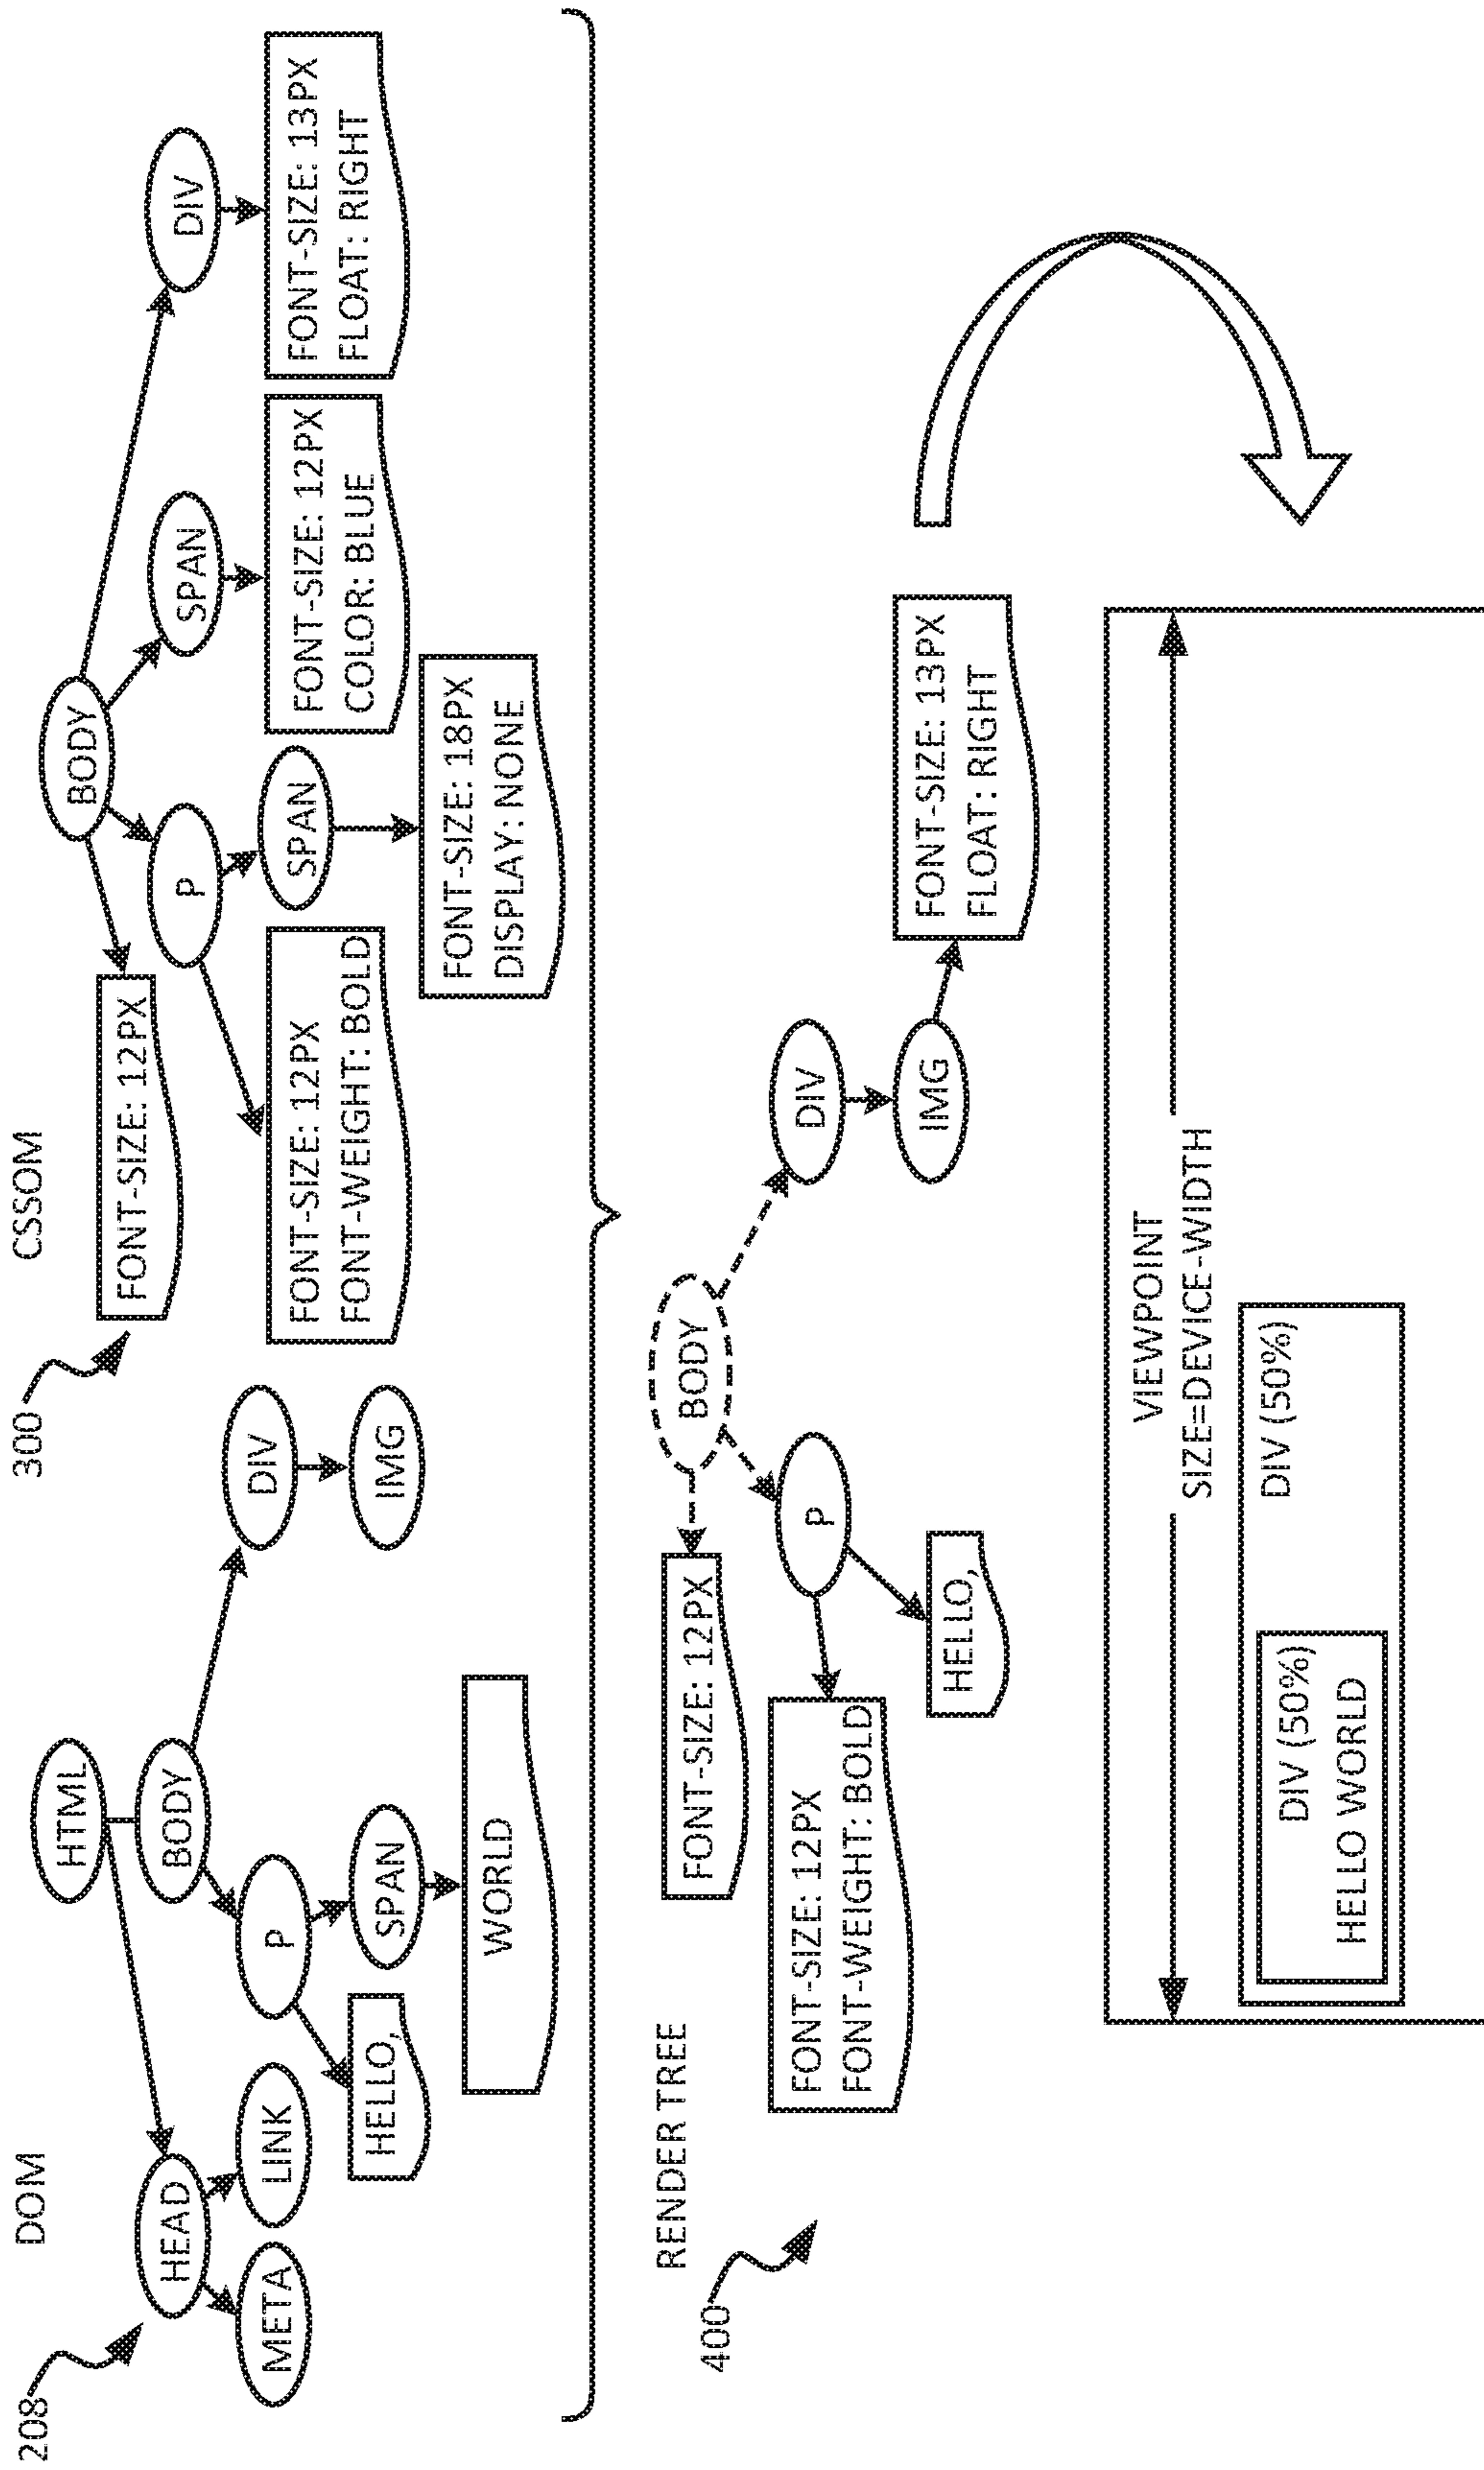 208
DOM
HTML
HEAD
BODY
META
LINK
P
DIV
HELLO,
SPAN
IMG
WORLD
300
CSSOM
BODY
FONT-SIZE: 12PX
P
SPAN
DIV
FONT-SIZE: 12PX
FONT-WEIGHT: BOLD
SPAN
FONT-SIZE: 12PX
COLOR: BLUE
FONT-SIZE: 13PX
FLOAT: RIGHT
FONT-SIZE: 18PX
DISPLAY: NONE
RENDER TREE
400
BODY
FONT-SIZE: 12PX
P
DIV
FONT-SIZE: 12PX
FONT-WEIGHT: BOLD
HELLO,
IMG
FONT-SIZE: 13PX
FLOAT: RIGHT
VIEWPOINT
SIZE=DEVICE-WIDTH
DIV (50%)
DIV (50%)
HELLO WORLD